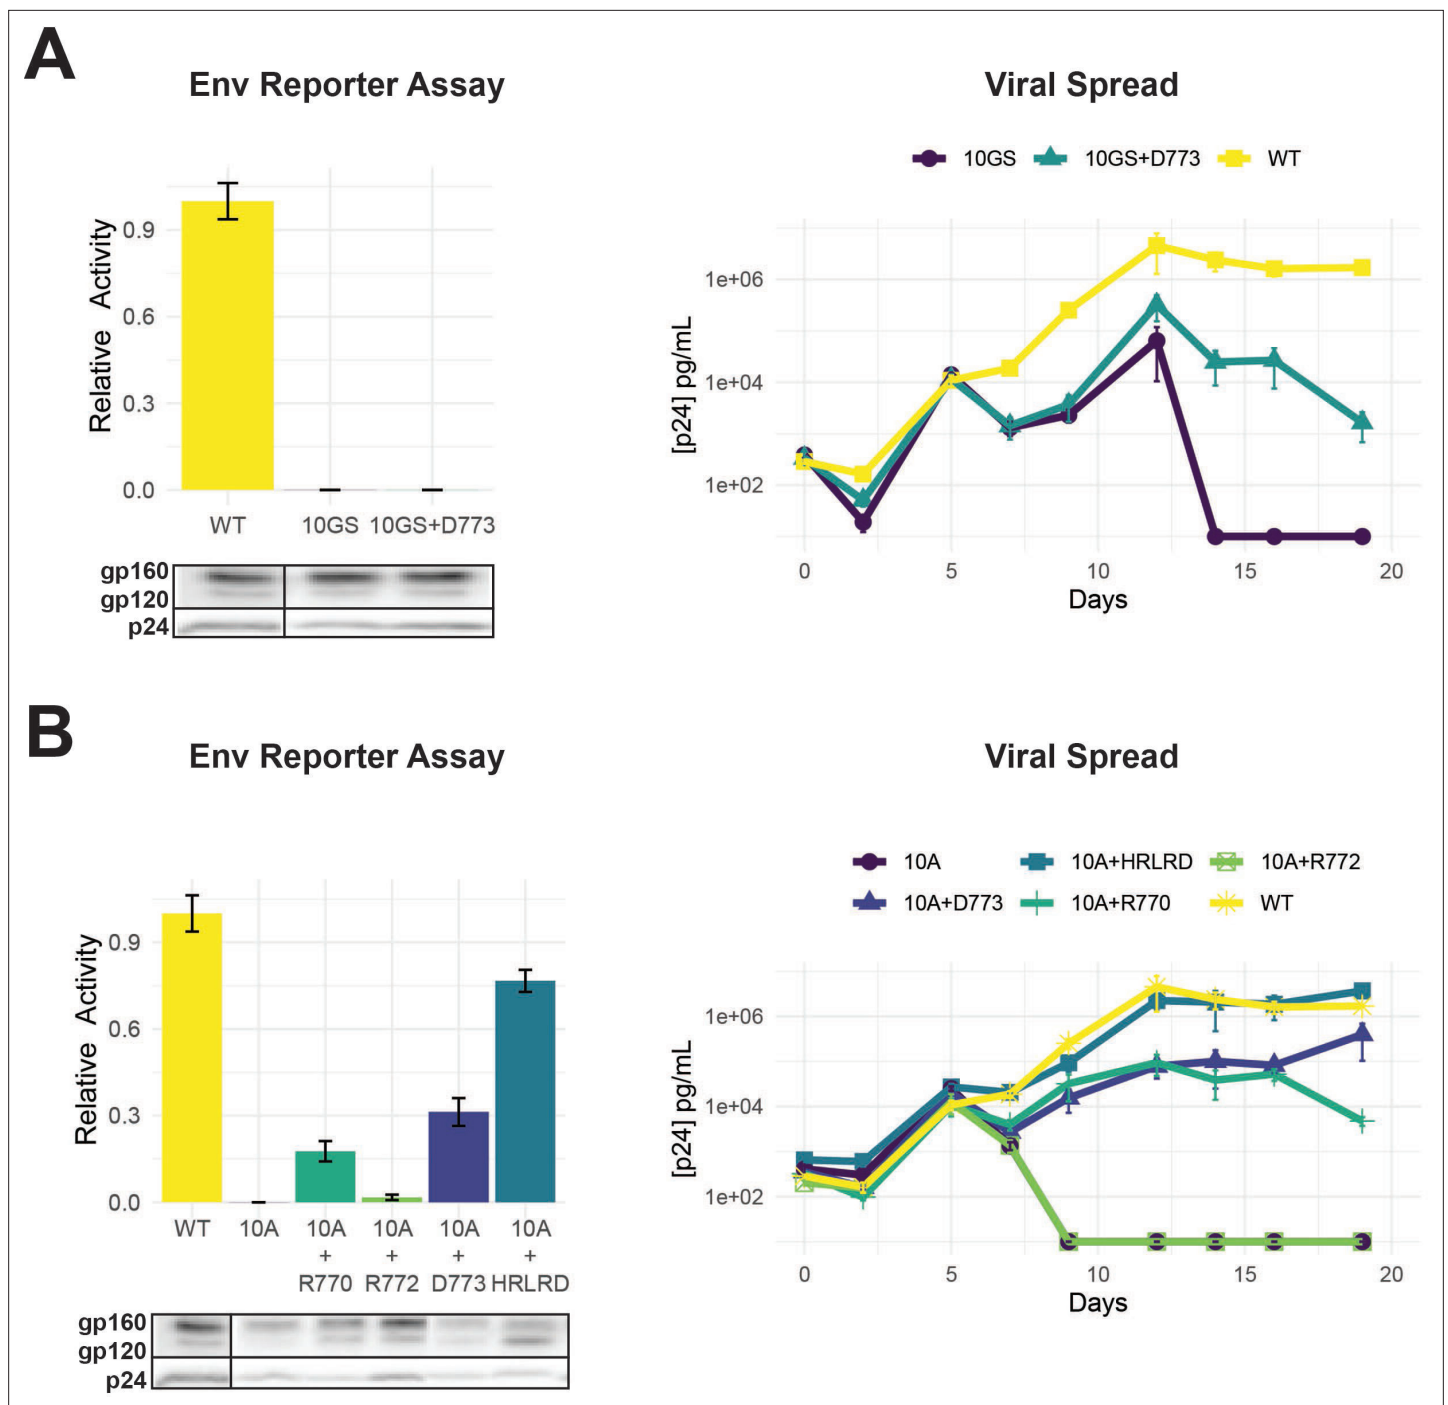 A
Env Reporter Assay
Viral Spread
10GS 10GS+D773 WT
Relative Activity
0.9
0.6
0.3
0.0
WT 10GS 10GS+D773
gp160
gp120
p24
[p24] pg/mL
1e+06
1e+04
1e+02
0 5 10 15 20
Days
B
Env Reporter Assay
Viral Spread
10A 10A+HRLRD 10A+R772
10A+D773 10A+R770 WT
Relative Activity
0.9
0.6
0.3
0.0
WT 10A 10A 10A 10A 10A
+ + + +
R770 R772 D773 HRLRD
gp160
gp120
p24
[p24] pg/mL
1e+06
1e+04
1e+02
0 5 10 15 20
Days